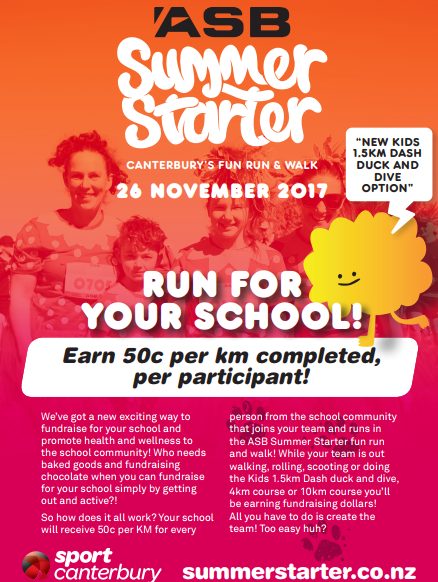 ASB
Summer
Starter
CANTERBURY'S FUN RUN & WALK
26 NOVEMBER 2017
"NEW KIDS
1.5KM DASH
DUCK AND
DIVE
OPTION"
RUN FOR
YOUR SCHOOL!
Earn 50c per km completed,
per participant!
We've got a new exciting way to
fundraise for your school and
promote health and wellness to
the school community! Who needs
baked goods and fundraising
chocolate when you can fundraise
for your school simply by getting
out and active?!
So how does it all work? Your school
will receive 50c per KM for every
person from the school community
that joins your team and runs in
the ASB Summer Starter fun run
and walk! While your team is out
walking, rolling, scooting or doing
the Kids 1.5km Dash duck and dive,
4km course or 10km course you'll
be earning fundraising dollars!
All you have to do is create the
team! Too easy huh?
sport
canterbury
summerstarter.co.nz